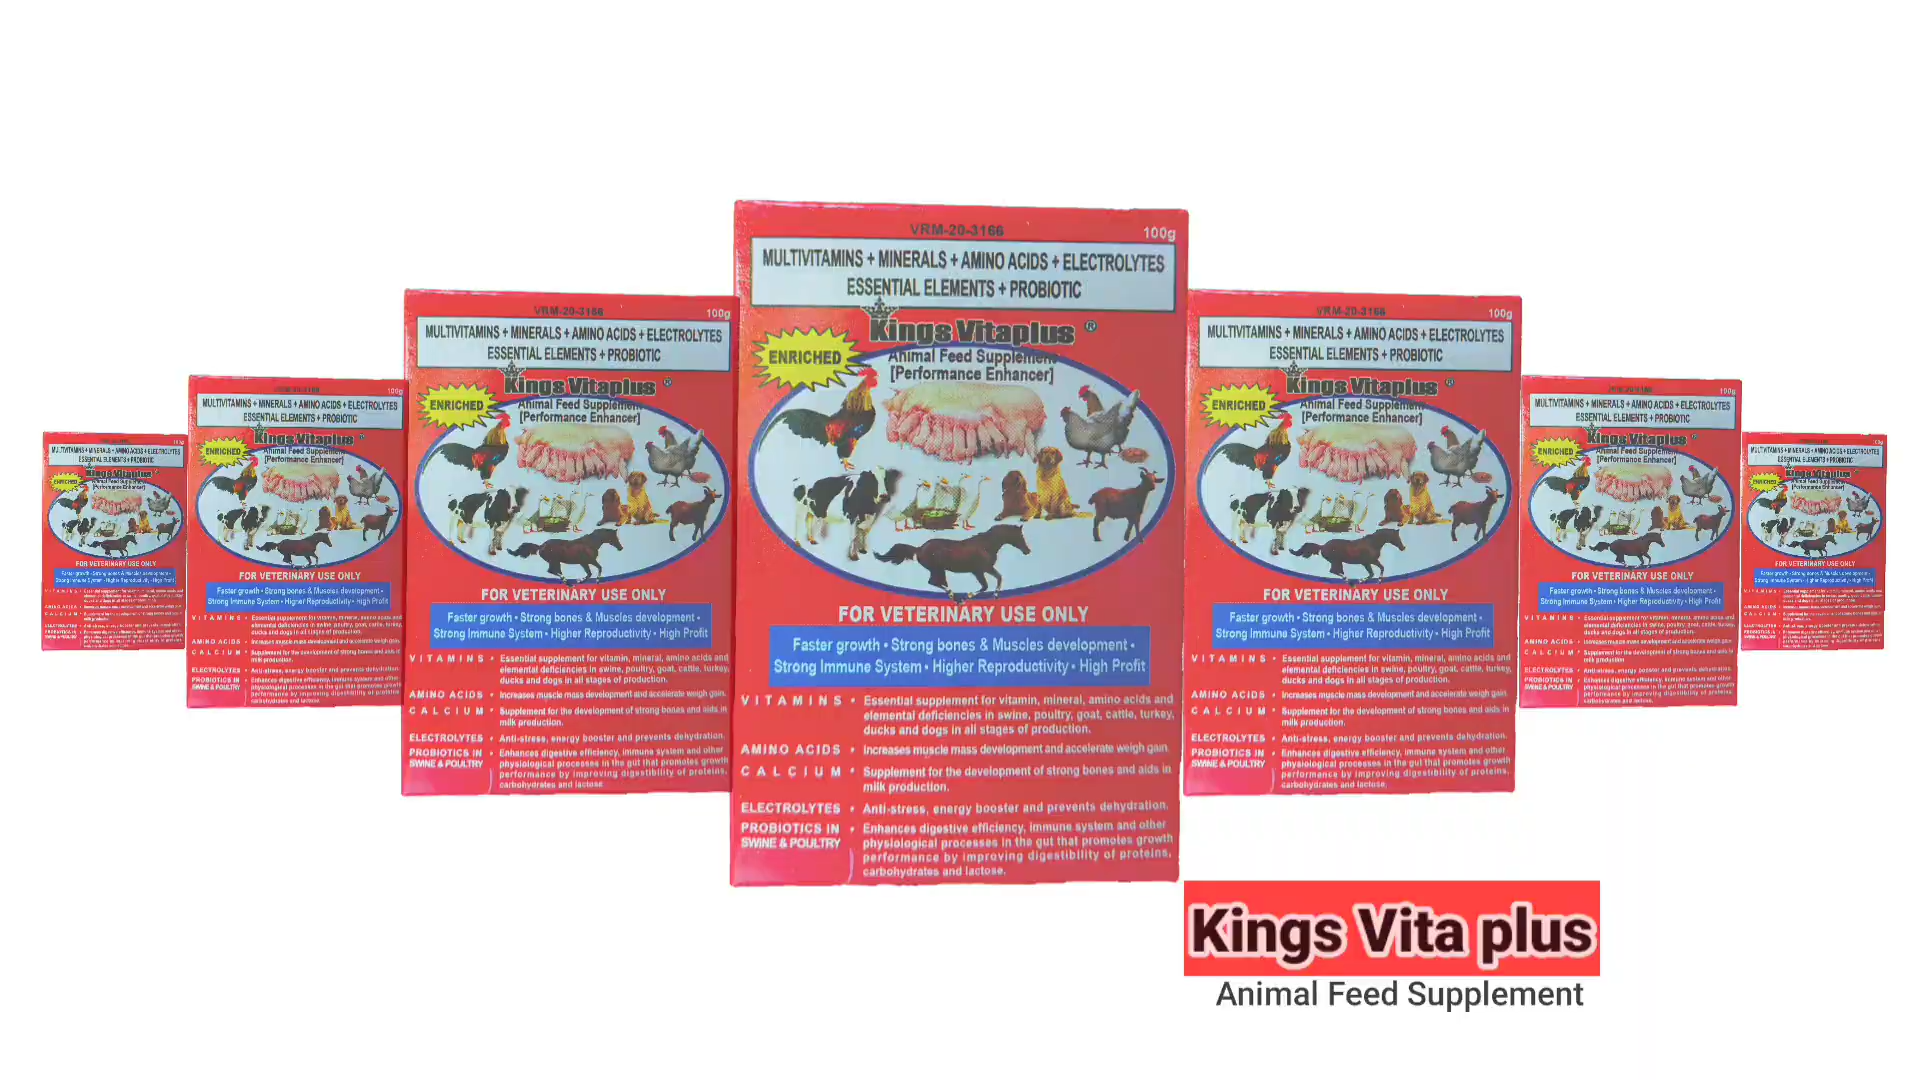 VRM-20-3166
100g
MULTIVITAMINS + MINERALS + AMINO ACIDS + ELECTROLYTES
ESSENTIAL ELEMENTS + PROBIOTIC
Kings Vitaplus ®
ENRICHED
Animal Feed Supplement
[Performance Enhancer]
FOR VETERINARY USE ONLY
Faster growth • Strong bones & Muscles development •
Strong Immune System • Higher Reproductivity • High Profit
VITAMINS • Essential supplement for vitamin, mineral, amino acids and
elemental deficiencies in swine, poultry, goat, cattle, turkey,
ducks and dogs in all stages of production.
AMINO ACIDS • Increases muscle mass development and accelerate weigh gain.
CALCIUM • Supplement for the development of strong bones and aids in
milk production.
ELECTROLYTES • Anti-stress, energy booster and prevents dehydration.
PROBIOTICS IN • Enhances digestive efficiency, immune system and other
SWINE & POULTRY physiological processes in the gut that promotes growth
performance by improving digestibility of proteins,
carbohydrates and lactose.
Kings Vita plus
Animal Feed Supplement